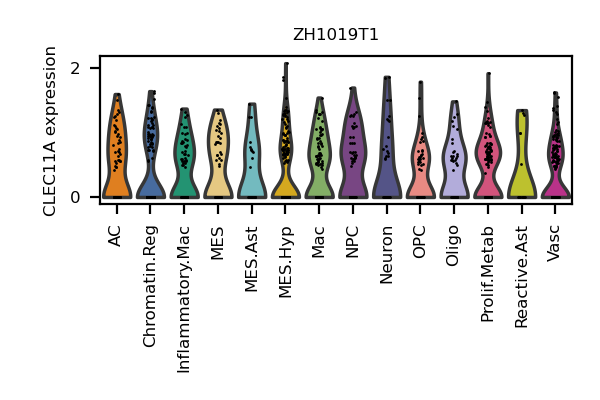 ZH1019T1
CLEC11A expression
2
0
AC
Chromatin.Reg
Inflammatory.Mac
MES
MES.Ast
MES.Hyp
Mac
NPC
Neuron
OPC
Oligo
Prolif.Metab
Reactive.Ast
Vasc